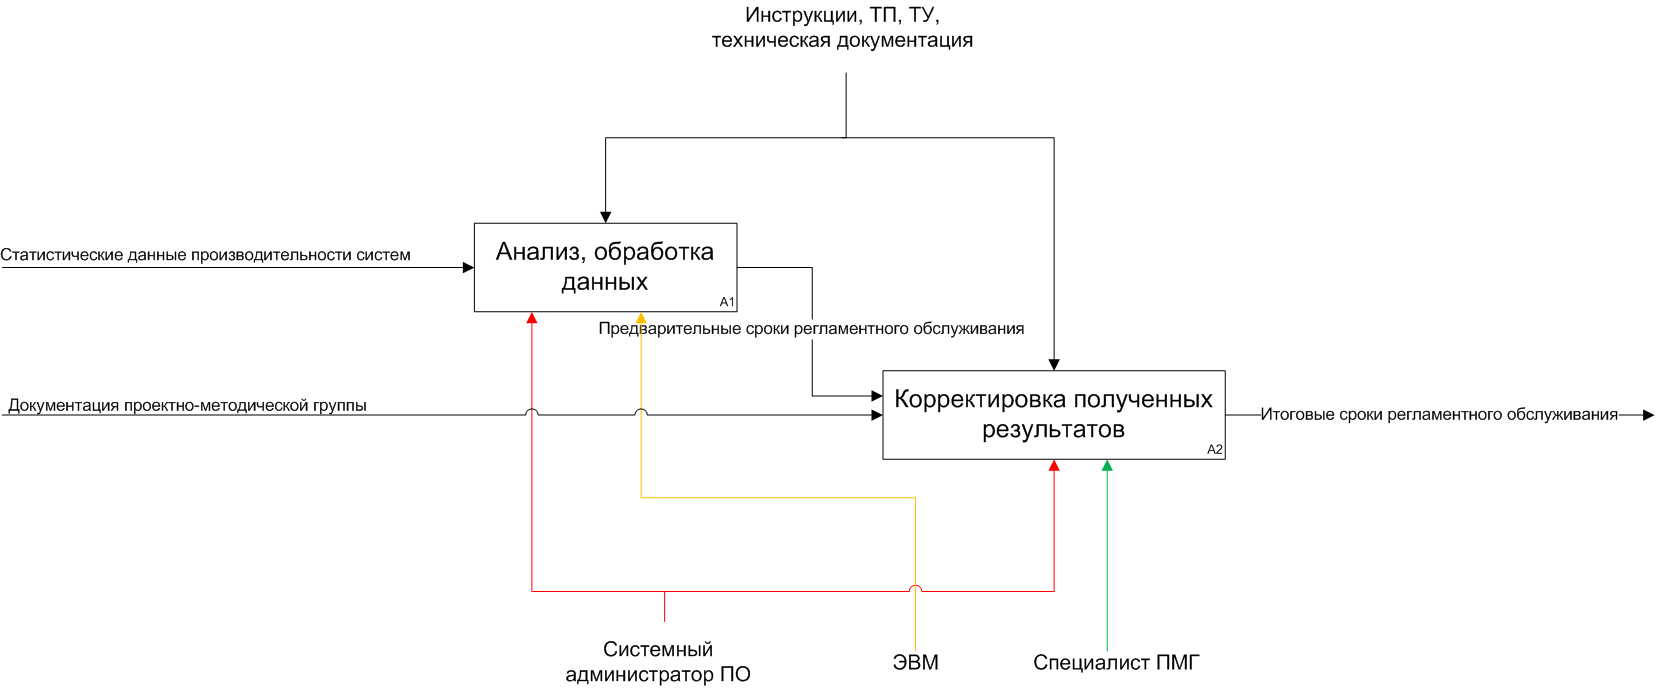 Инструкции, ТП, ТУ,
техническая документация
Статистические данные производительности систем
Анализ, обработка
данных
A1
Предварительные сроки регламентного обслуживания
Документация проектно-методической группы
Корректировка полученных
результатов
A2
Итоговые сроки регламентного обслуживания
Системный
администратор ПО
ЭВМ
Специалист ПМГ